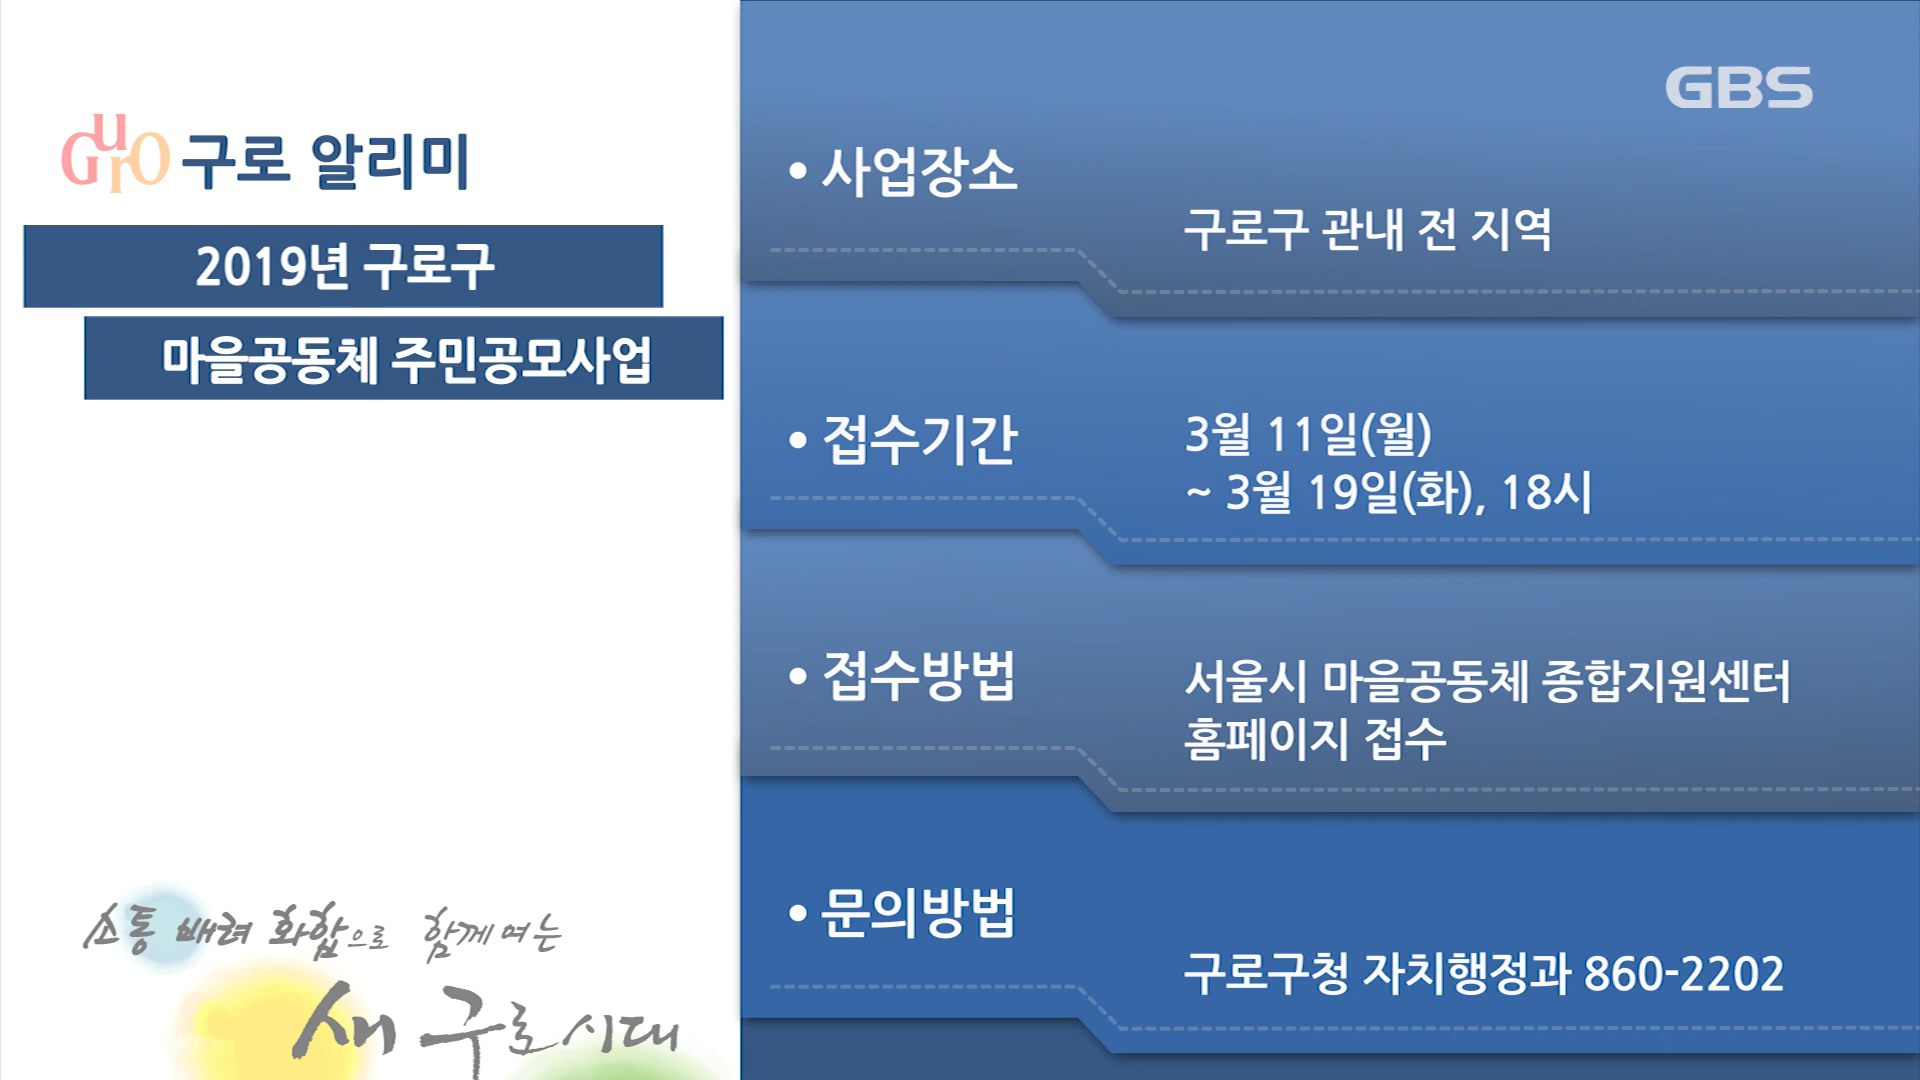 GurO 구로 알리미
2019년 구로구
마을공동체 주민공모사업
소통 배려 화합으로 함께 여는
새 구로시대
GBS
• 사업장소
구로구 관내 전 지역
• 접수기간
3월 11일(월)
~ 3월 19일(화), 18시
• 접수방법
서울시 마을공동체 종합지원센터
홈페이지 접수
• 문의방법
구로구청 자치행정과 860-2202